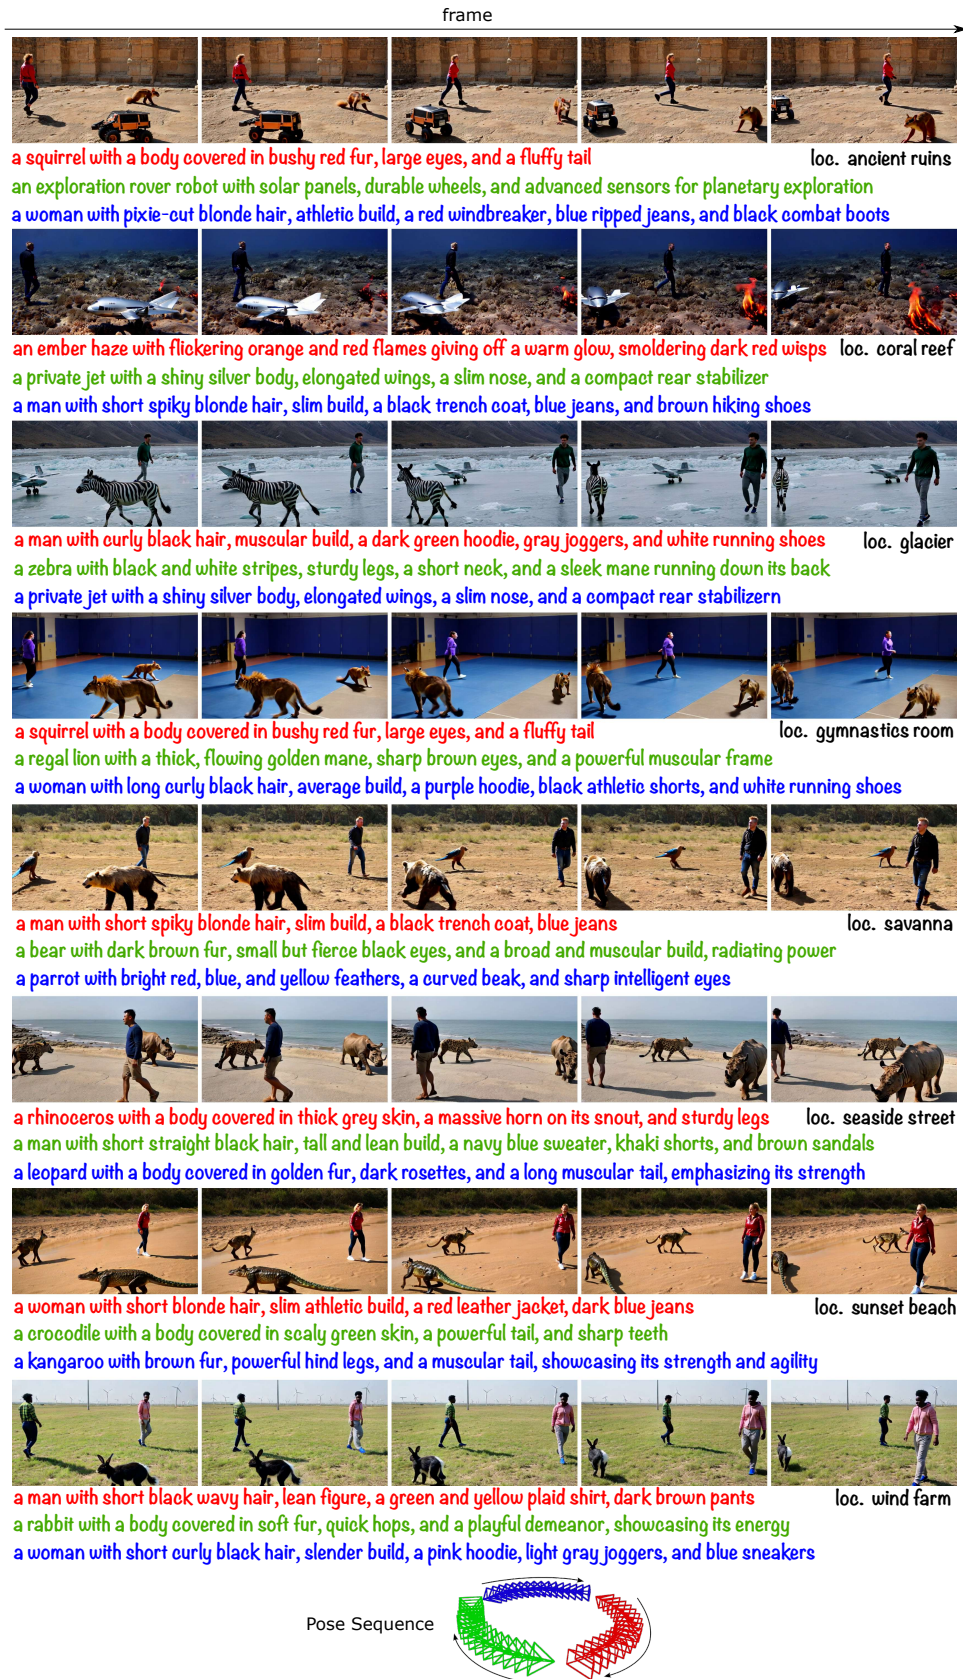 frame
a squirrel with a body covered in bushy red fur, large eyes, and a fluffy tail loc. ancient ruins
an exploration rover robot with solar panels, durable wheels, and advanced sensors for planetary exploration
a woman with pixie-cut blonde hair, athletic build, a red windbreaker, blue ripped jeans, and black combat boots
an ember haze with flickering orange and red flames giving off a warm glow, smoldering dark red wisps loc. coral reef
a private jet with a shiny silver body, elongated wings, a slim nose, and a compact rear stabilizer
a man with short spiky blonde hair, slim build, a black trench coat, blue jeans, and brown hiking shoes
a man with curly black hair, muscular build, a dark green hoodie, gray joggers, and white running shoes loc. glacier
a zebra with black and white stripes, sturdy legs, a short neck, and a sleek mane running down its back
a private jet with a shiny silver body, elongated wings, a slim nose, and a compact rear stabilizern
a squirrel with a body covered in bushy red fur, large eyes, and a fluffy tail loc. gymnastics room
a regal lion with a thick, flowing golden mane, sharp brown eyes, and a powerful muscular frame
a woman with long curly black hair, average build, a purple hoodie, black athletic shorts, and white running shoes
a man with short spiky blonde hair, slim build, a black trench coat, blue jeans loc. savanna
a bear with dark brown fur, small but fierce black eyes, and a broad and muscular build, radiating power
a parrot with bright red, blue, and yellow feathers, a curved beak, and sharp intelligent eyes
a rhinoceros with a body covered in thick grey skin, a massive horn on its snout, and sturdy legs loc. seaside street
a man with short straight black hair, tall and lean build, a navy blue sweater, khaki shorts, and brown sandals
a leopard with a body covered in golden fur, dark rosettes, and a long muscular tail, emphasizing its strength
a woman with short blonde hair, slim athletic build, a red leather jacket, dark blue jeans loc. sunset beach
a crocodile with a body covered in scaly green skin, a powerful tail, and sharp teeth
a kangaroo with brown fur, powerful hind legs, and a muscular tail, showcasing its strength and agility
a man with short black wavy hair, lean figure, a green and yellow plaid shirt, dark brown pants loc. wind farm
a rabbit with a body covered in soft fur, quick hops, and a playful demeanor, showcasing its energy
a woman with short curly black hair, slender build, a pink hoodie, light gray joggers, and blue sneakers
Pose Sequence